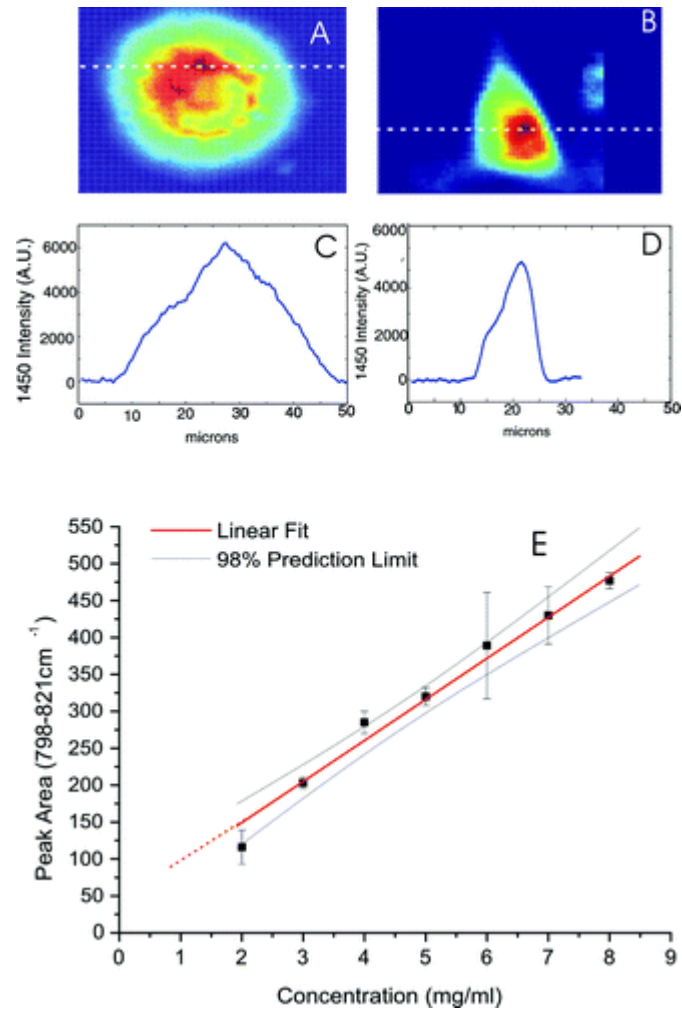 A
B
C
1450 Intensity (A.U.)
6000
4000
2000
0
0 10 20 30 40 50
microns
D
1450 Intensity (A.U.)
6000
4000
2000
0
0 10 20 30 40 50
microns
E
Linear Fit
98% Prediction Limit
Peak Area (798-821cm⁻¹)
550
500
450
400
350
300
250
200
150
100
50
0
0 1 2 3 4 5 6 7 8 9
Concentration (mg/ml)